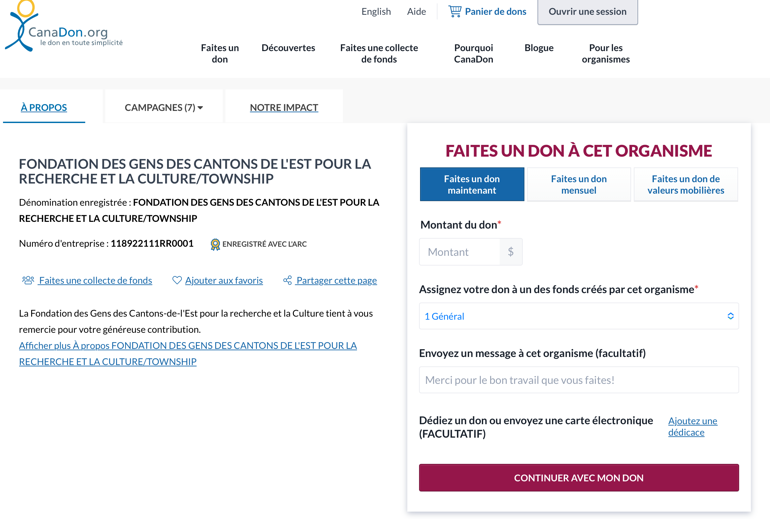 English
Aide
Panier de dons
Ouvrir une session
CanaDon.org
le don en toute simplicité
Faites un
don
Découvertes
Faites une collecte
de fonds
Pourquoi
CanaDon
Blogue
Pour les
organismes
À PROPOS
CAMPAGNES (7)
NOTRE IMPACT
FONDATION DES GENS DES CANTONS DE L'EST POUR LA
RECHERCHE ET LA CULTURE/TOWNSHIP
Dénomination enregistrée : FONDATION DES GENS DES CANTONS DE L'EST POUR LA
RECHERCHE ET LA CULTURE/TOWNSHIP
Numéro d'entreprise : 118922111RR0001
ENREGISTRÉ AVEC L'ARC
Faites une collecte de fonds
Ajouter aux favoris
Partager cette page
La Fondation des Gens des Cantons-de-l'Est pour la recherche et la Culture tient à vous
remercie pour votre généreuse contribution.
Afficher plus À propos FONDATION DES GENS DES CANTONS DE L'EST POUR LA
RECHERCHE ET LA CULTURE/TOWNSHIP
FAITES UN DON À CET ORGANISME
Faites un don
maintenant
Faites un don
mensuel
Faites un don de
valeurs mobilières
Montant du don*
Montant
$
Assignez votre don à un des fonds créés par cet organisme*
1 Général
Envoyez un message à cet organisme (facultatif)
Merci pour le bon travail que vous faites!
Dédiez un don ou envoyez une carte électronique
(FACULTATIF)
Ajoutez une
dédicace
CONTINUER AVEC MON DON